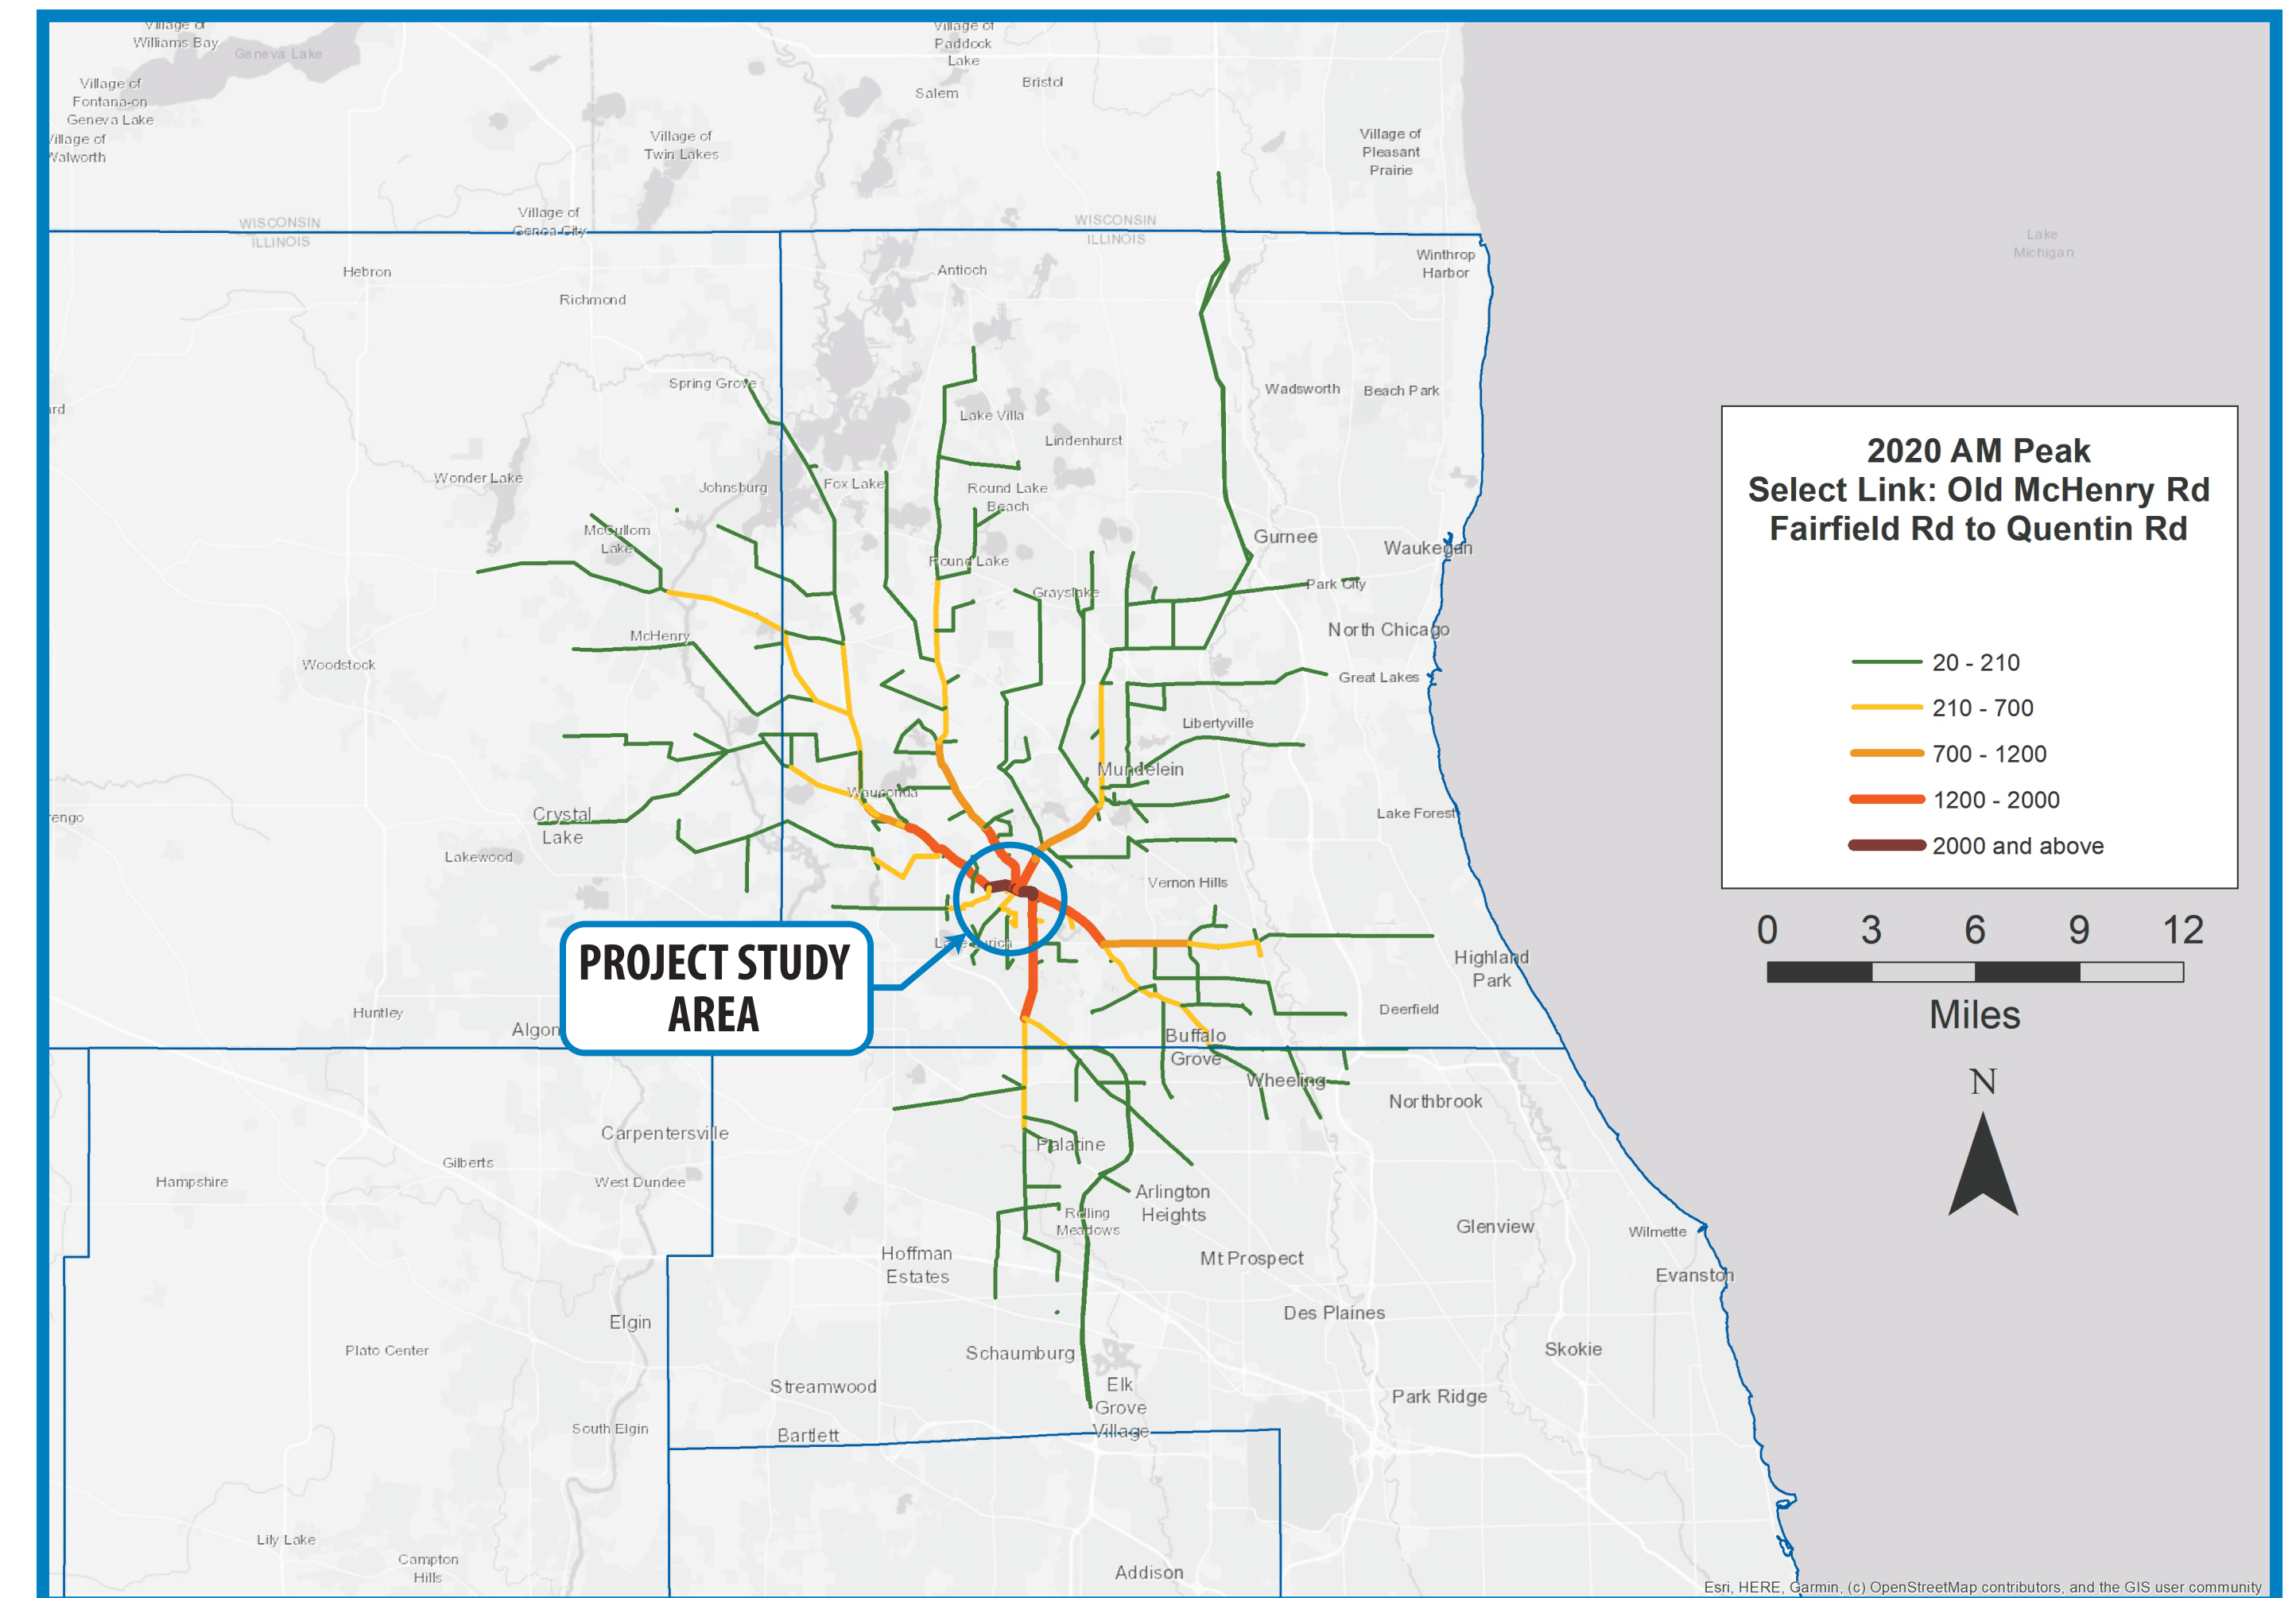 Village of
Williams Bay
Geneva Lake
Village of
Paddock
Lake
Bristol
Salem
Village of
Fontana-on
Geneva Lake
Village of
Walworth
Village of
Twin Lakes
Village of
Pleasant
Prairie
Village of
Genoa City
WISCONSIN
ILLINOIS
WISCONSIN
ILLINOIS
Lake
Michigan
Winthrop
Harbor
Hebron
Richmond
Antioch
Spring Grove
Wadsworth
Beach Park
Lake Villa
Lindenhurst
Wonder Lake
Johnsburg
Fox Lake
Round Lake
Beach
McCullom
Lake
Gurnee
Waukegan
Round Lake
Grayslake
Park City
McHenry
North Chicago
Woodstock
Great Lakes
Libertyville
Mundelein
Wauconda
Crystal
Lake
Lake Forest
Lakewood
Vernon Hills
Lake Zurich
Highland
Park
Huntley
Algon
Deerfield
Buffalo
Grove
Wheeling
Northbrook
Carpentersville
Palatine
Gilberts
Hampshire
West Dundee
Arlington
Heights
Rolling
Meadows
Glenview
Wilmette
Hoffman
Estates
Mt Prospect
Evanston
Elgin
Des Plaines
Plato Center
Schaumburg
Skokie
Streamwood
Elk
Grove
Village
Park Ridge
South Elgin
Bartlett
Lily Lake
Campton
Hills
Addison
PROJECT STUDY
AREA
2020 AM Peak
Select Link: Old McHenry Rd
Fairfield Rd to Quentin Rd
20 - 210
210 - 700
700 - 1200
1200 - 2000
2000 and above
0 3 6 9 12
Miles
N
Esri, HERE, Garmin, (c) OpenStreetMap contributors, and the GIS user community